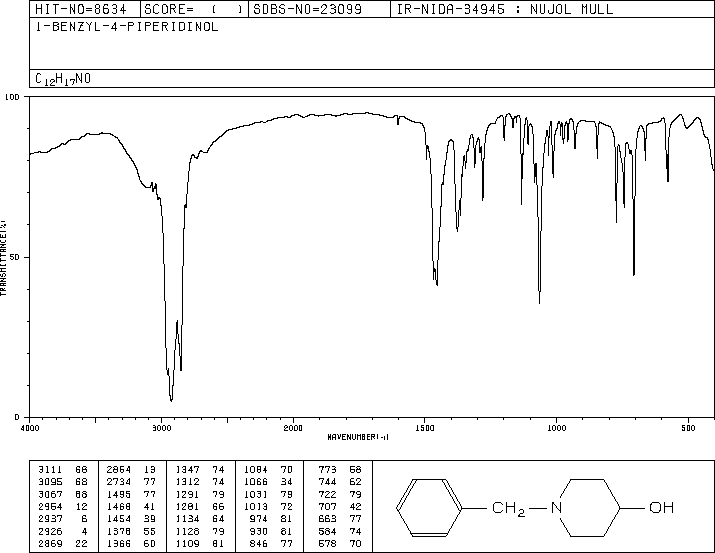 HIT-NO=8634 SCORE= ( ) SDBS-NO=23099 IR-NIDA-34945 : NUJOL MULL
1-BENZYL-4-PIPERIDINOL
C12H17NO
100
50
0
TRANSMITTANCE(%)
4000 3000 2000 1500 1000 500
WAVENUMBER(-1)
3111 68 2854 13 1347 74 1084 70 773 58
3095 68 2734 77 1312 74 1066 34 744 62
3067 68 1495 77 1291 79 1031 79 722 79
2954 12 1468 41 1281 66 1013 72 707 42
2937 6 1454 39 1134 64 974 81 663 77
2926 4 1378 55 1128 79 930 81 584 74
2869 22 1366 60 1109 81 846 77 578 70
CH2 N OH